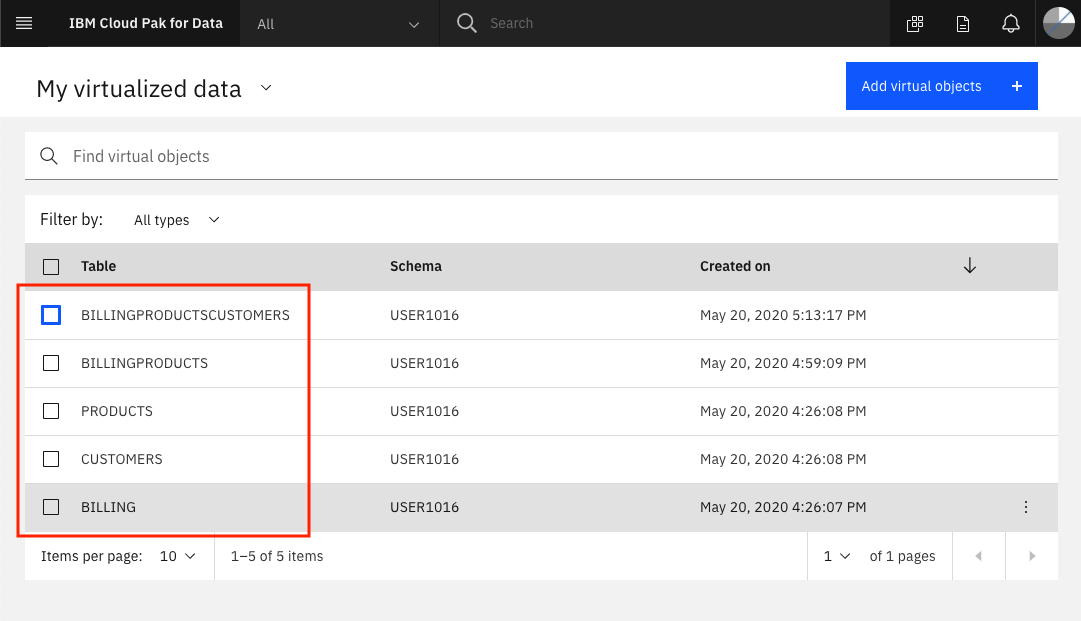 IBM Cloud Pak for Data All Search
My virtualized data Add virtual objects +
Find virtual objects
Filter by: All types
Table Schema Created on
BILLINGPRODUCTSCUSTOMERS USER1016 May 20, 2020 5:13:17 PM
BILLINGPRODUCTS USER1016 May 20, 2020 4:59:09 PM
PRODUCTS USER1016 May 20, 2020 4:26:08 PM
CUSTOMERS USER1016 May 20, 2020 4:26:08 PM
BILLING USER1016 May 20, 2020 4:26:07 PM
Items per page: 10 1–5 of 5 items 1 of 1 pages